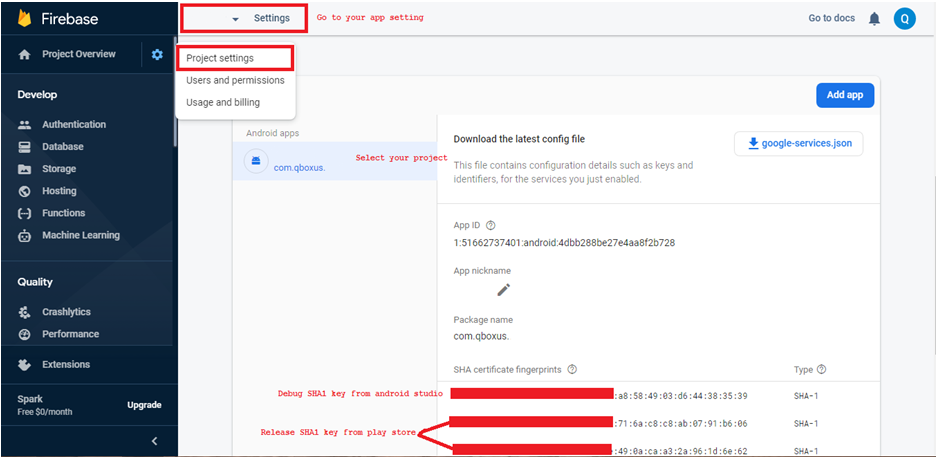 Firebase
Settings
Go to your app setting
Go to docs
Q
Project Overview
Project settings
Users and permissions
Usage and billing
Add app
Develop
Authentication
Database
Storage
Hosting
Functions
Machine Learning
Android apps
com.qboxus.
Select your project
Download the latest config file
google-services.json
This file contains configuration details such as keys and
identifiers, for the services you just enabled.
App ID
1:51662737401:android:4dbb288be27e4aa8f2b728
App nickname
Package name
com.qboxus.
Quality
Crashlytics
Performance
Extensions
Spark
Free $0/month
Upgrade
SHA certificate fingerprints
Type
Debug SHA1 key from android studio
:a8:58:49:03:d6:44:38:35:39
SHA-1
Release SHA1 key from play store
:71:6a:c8:c8:ab:07:91:b6:06
SHA-1
:49:0a:ca:a3:2a:96:1d:6e:62
SHA-1